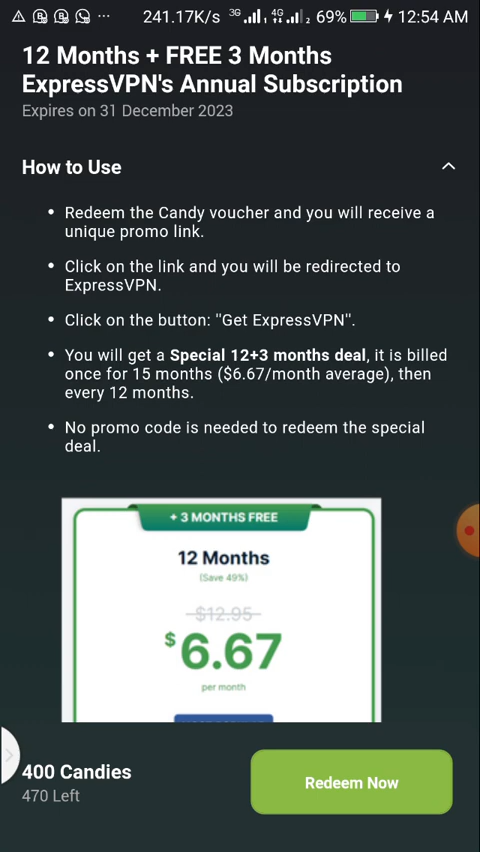 241.17K/s 3G 1 4G 2 69% 12:54 AM
12 Months + FREE 3 Months
ExpressVPN's Annual Subscription
Expires on 31 December 2023
How to Use
• Redeem the Candy voucher and you will receive a
unique promo link.
• Click on the link and you will be redirected to
ExpressVPN.
• Click on the button: "Get ExpressVPN".
• You will get a Special 12+3 months deal, it is billed
once for 15 months ($6.67/month average), then
every 12 months.
• No promo code is needed to redeem the special
deal.
+ 3 MONTHS FREE
12 Months
(Save 49%)
$12.95
$6.67
per month
400 Candies
470 Left
Redeem Now